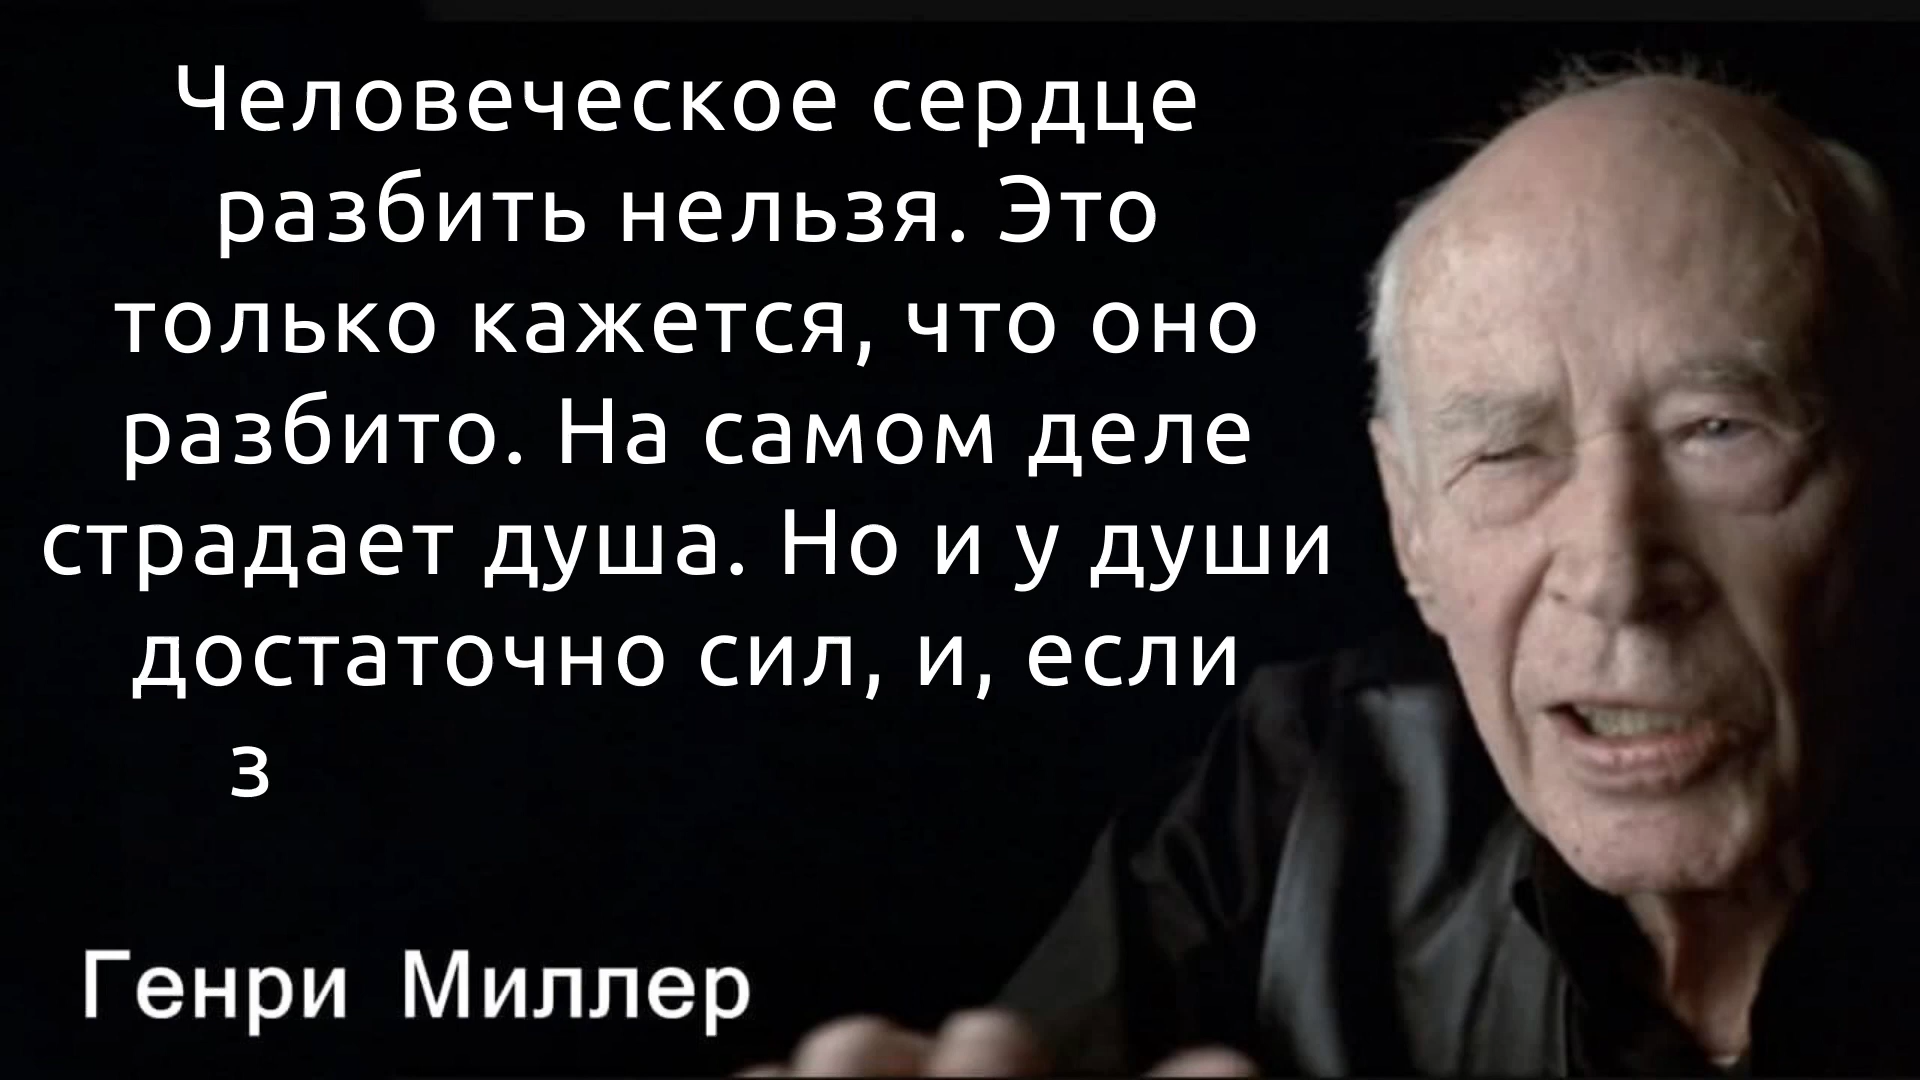 Человеческое сердце
разбить нельзя. Это
только кажется, что оно
разбито. На самом деле
страдает душа. Но и у души
достаточно сил, и, если
з
Генри Миллер